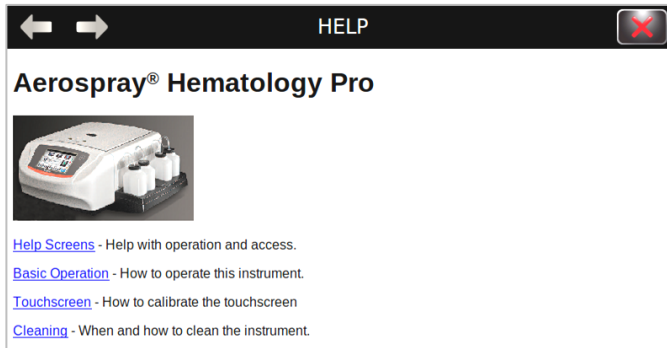 HELP
Aerospray® Hematology Pro
Help Screens - Help with operation and access.
Basic Operation - How to operate this instrument.
Touchscreen - How to calibrate the touchscreen
Cleaning - When and how to clean the instrument.